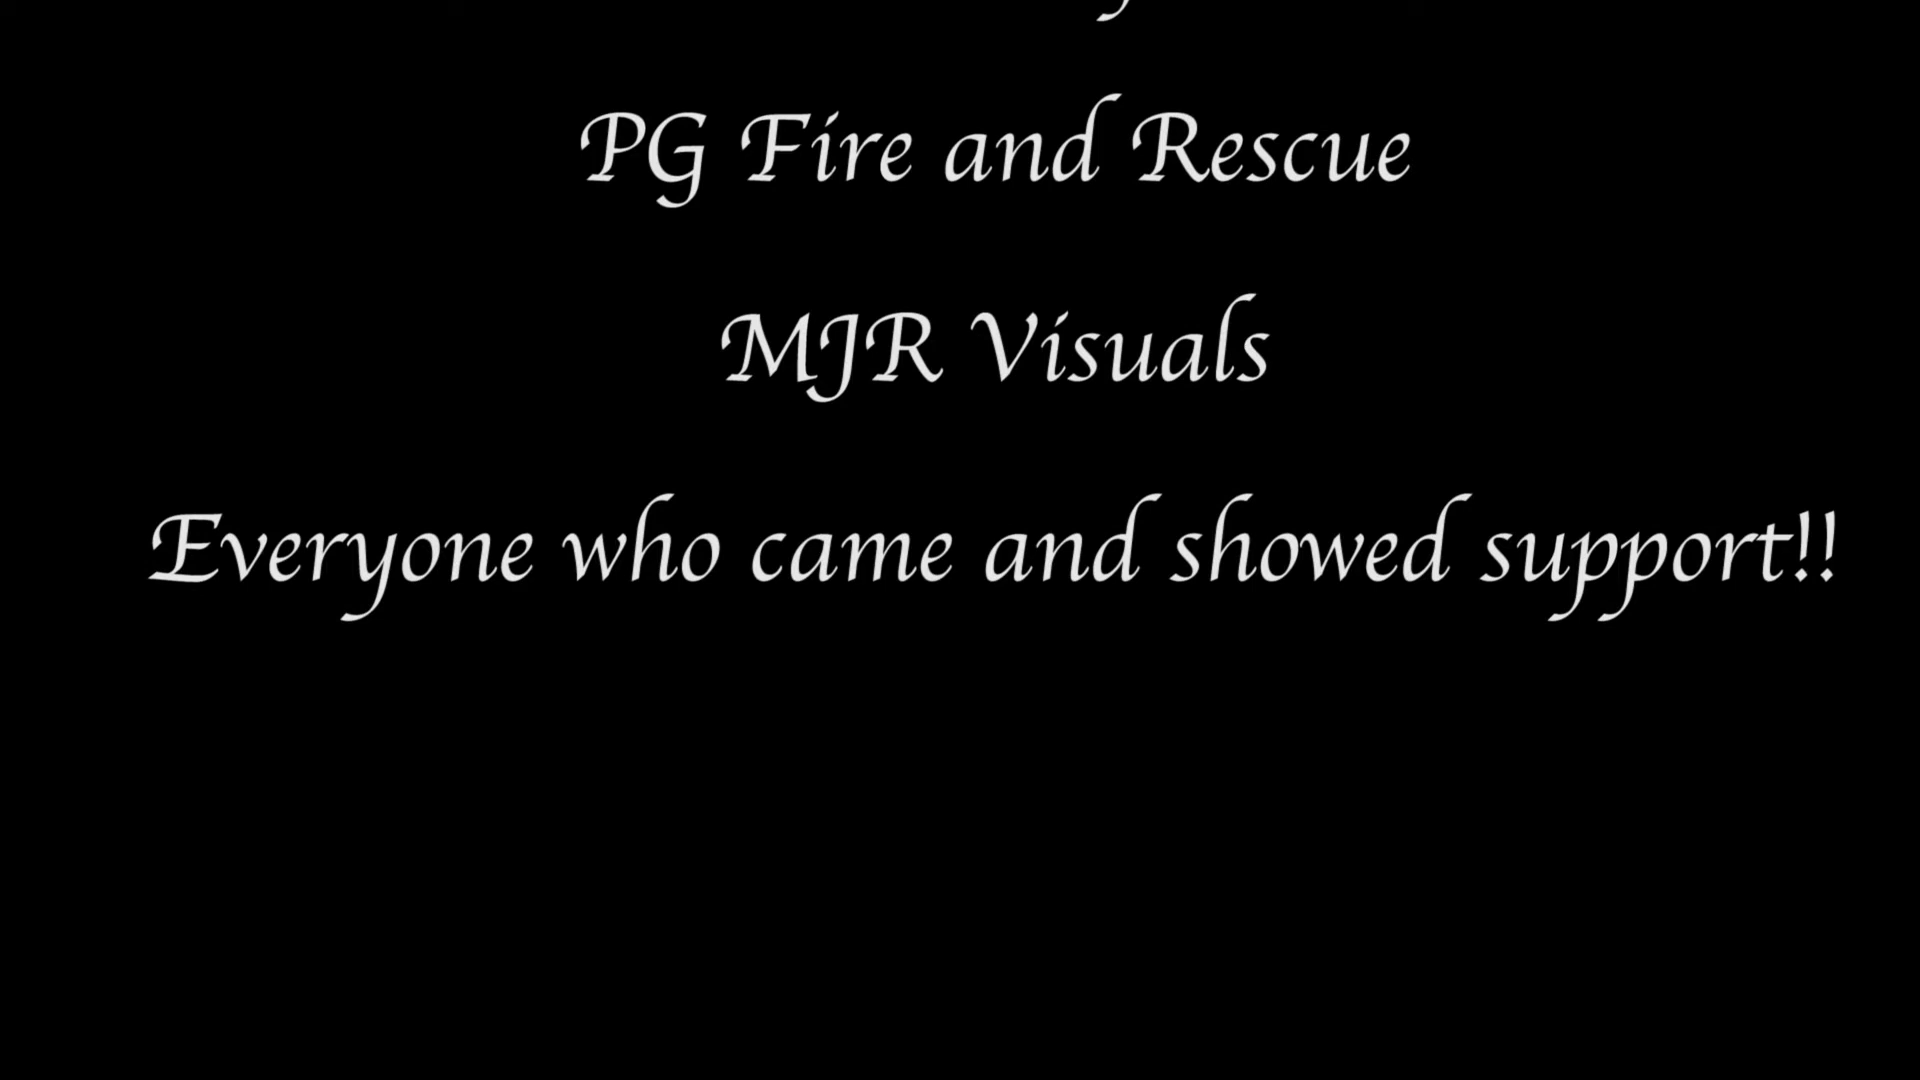 PG Fire and Rescue
MJR Visuals
Everyone who came and showed support!!